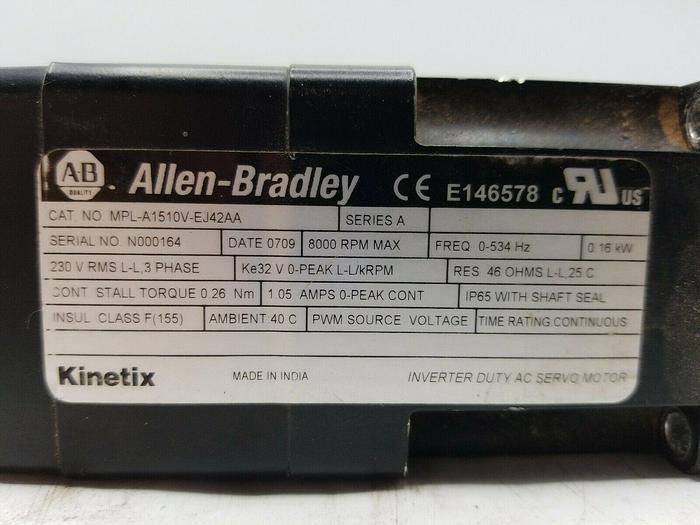 A-B QUALITY Allen-Bradley CE E146578 c RU US
CAT. NO. MPL-A1510V-EJ42AA SERIES A
SERIAL NO. N000164 DATE 0709 8000 RPM MAX FREQ 0-534 Hz 0.16 kW
230 V RMS L-L,3 PHASE Ke32 V 0-PEAK L-L/kRPM RES 46 OHMS L-L,25 C
CONT STALL TORQUE 0.26 Nm 1.05 AMPS 0-PEAK CONT IP65 WITH SHAFT SEAL
INSUL CLASS F(155) AMBIENT 40 C PWM SOURCE VOLTAGE TIME RATING CONTINUOUS
Kinetix MADE IN INDIA INVERTER DUTY AC SERVO MOTOR